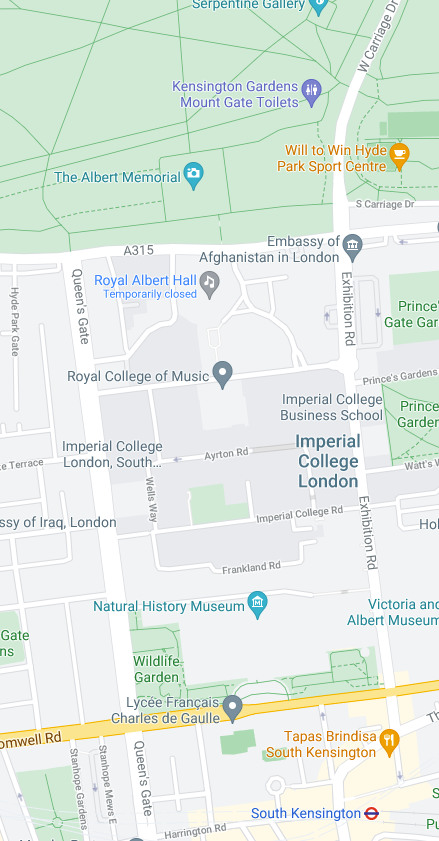 Serpentine Gallery
W Carriage Dr
Kensington Gardens
Mount Gate Toilets
Will to Win Hyde
Park Sport Centre
The Albert Memorial
S Carriage Dr
A315
Embassy of
Afghanistan in London
Royal Albert Hall
Temporarily closed
Hyde Park Gate
Queen's Gate
Exhibition Rd
Prince's
Gate Gar
Royal College of Music
Prince's Gardens
Imperial College
Business School
Prince's
Garden
Imperial College
London, South...
Imperial
College
London
Ayrton Rd
te Terrace
Watt's W
Wells Way
ssy of Iraq, London
Imperial College Rd
Exhibition Rd
Hol
Frankland Rd
Natural History Museum
Victoria and
Albert Museum
Gate
ns
Wildlife
Garden
Lycée Français
Charles de Gaulle
omwell Rd
Th
Tapas Brindisa
South Kensington
Stanhope Gardens
Stanhope Mews E
Queen's Gate
South Kensington
S
Pu
Harrington Rd